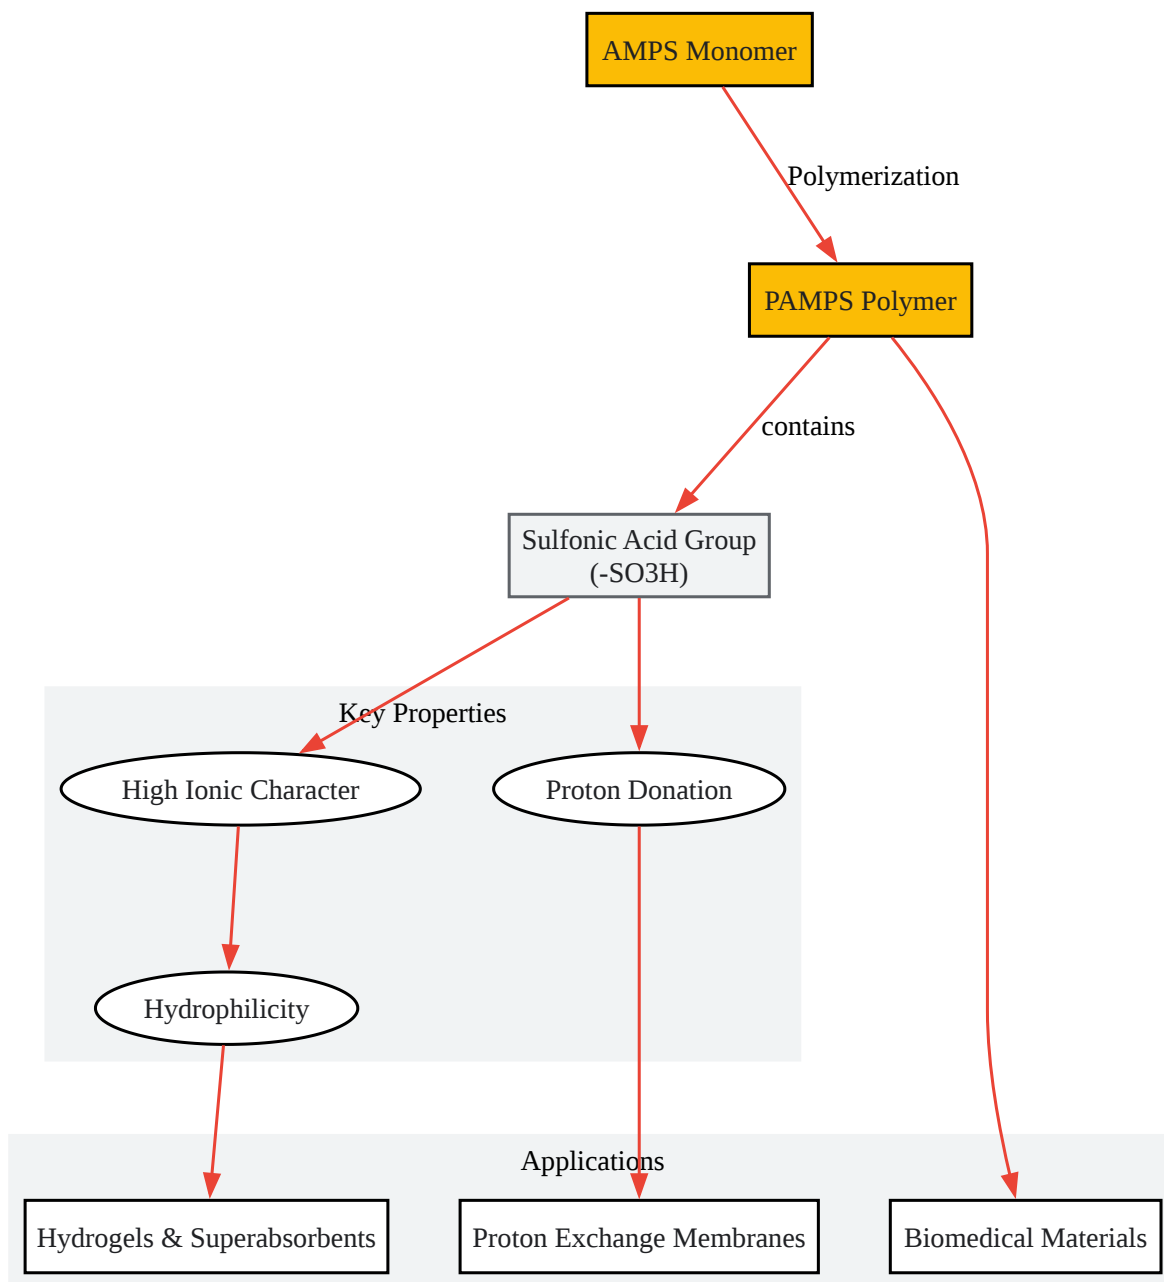 AMPS Monomer
Polymerization
PAMPS Polymer
contains
Sulfonic Acid Group
(-SO3H)
Key Properties
High Ionic Character
Proton Donation
Hydrophilicity
Applications
Hydrogels & Superabsorbents
Proton Exchange Membranes
Biomedical Materials